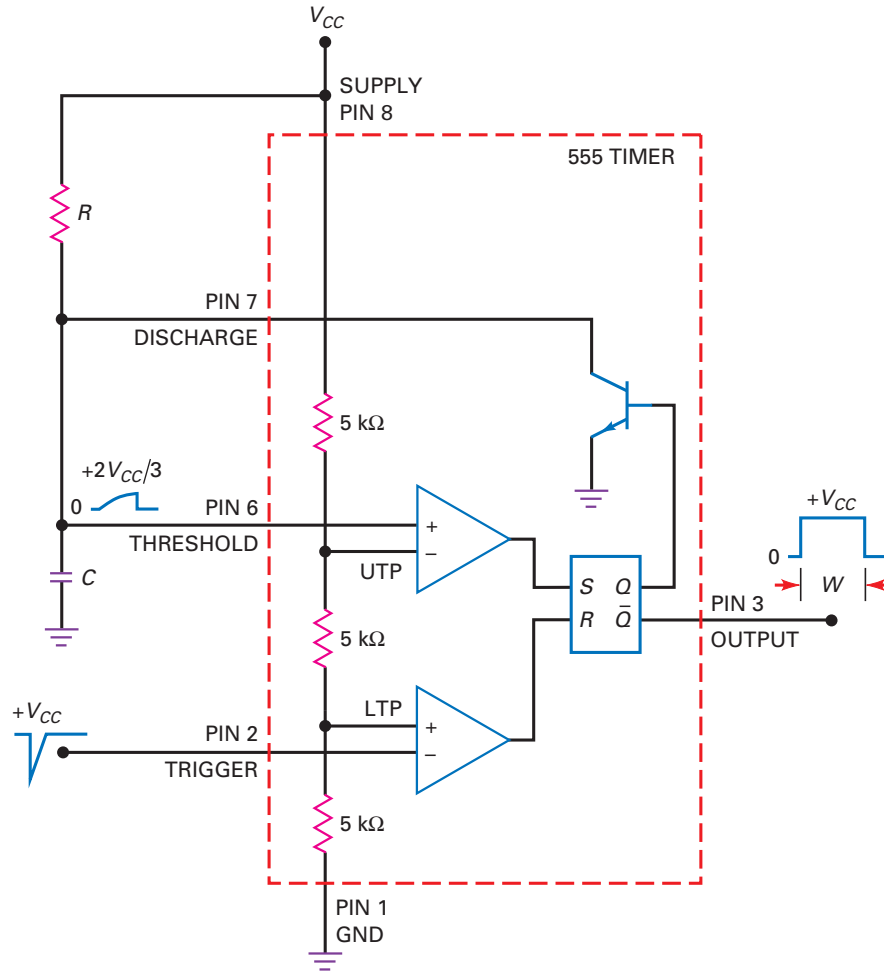 V_CC
SUPPLY
PIN 8
555 TIMER
R
PIN 7
DISCHARGE
5 kΩ
+2V_CC/3
0
PIN 6
THRESHOLD
+
−
UTP
C
+V_CC
0
W
S Q
R Q̅
PIN 3
OUTPUT
5 kΩ
LTP
+
−
+V_CC
PIN 2
TRIGGER
5 kΩ
PIN 1
GND